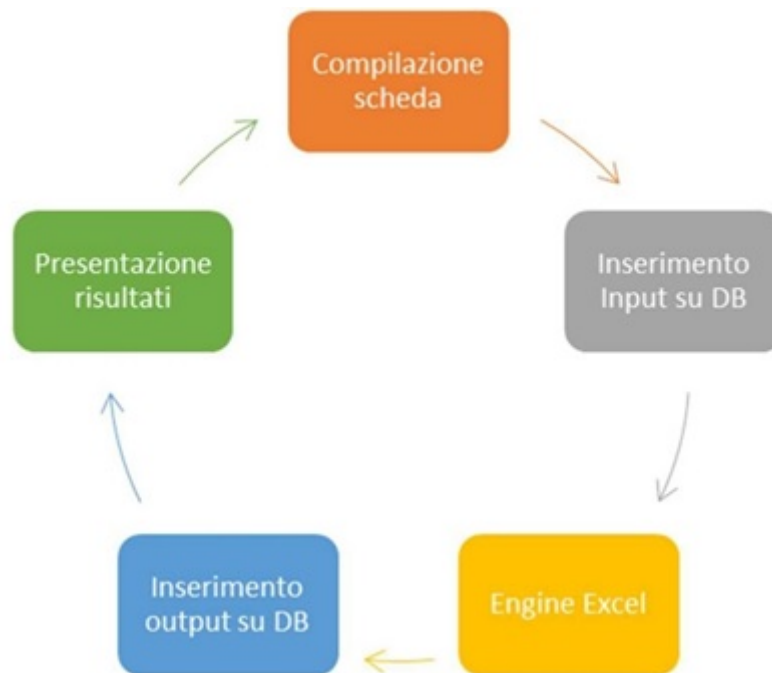 Compilazione
scheda
Inserimento
Input su DB
Engine Excel
Inserimento
output su DB
Presentazione
risultati